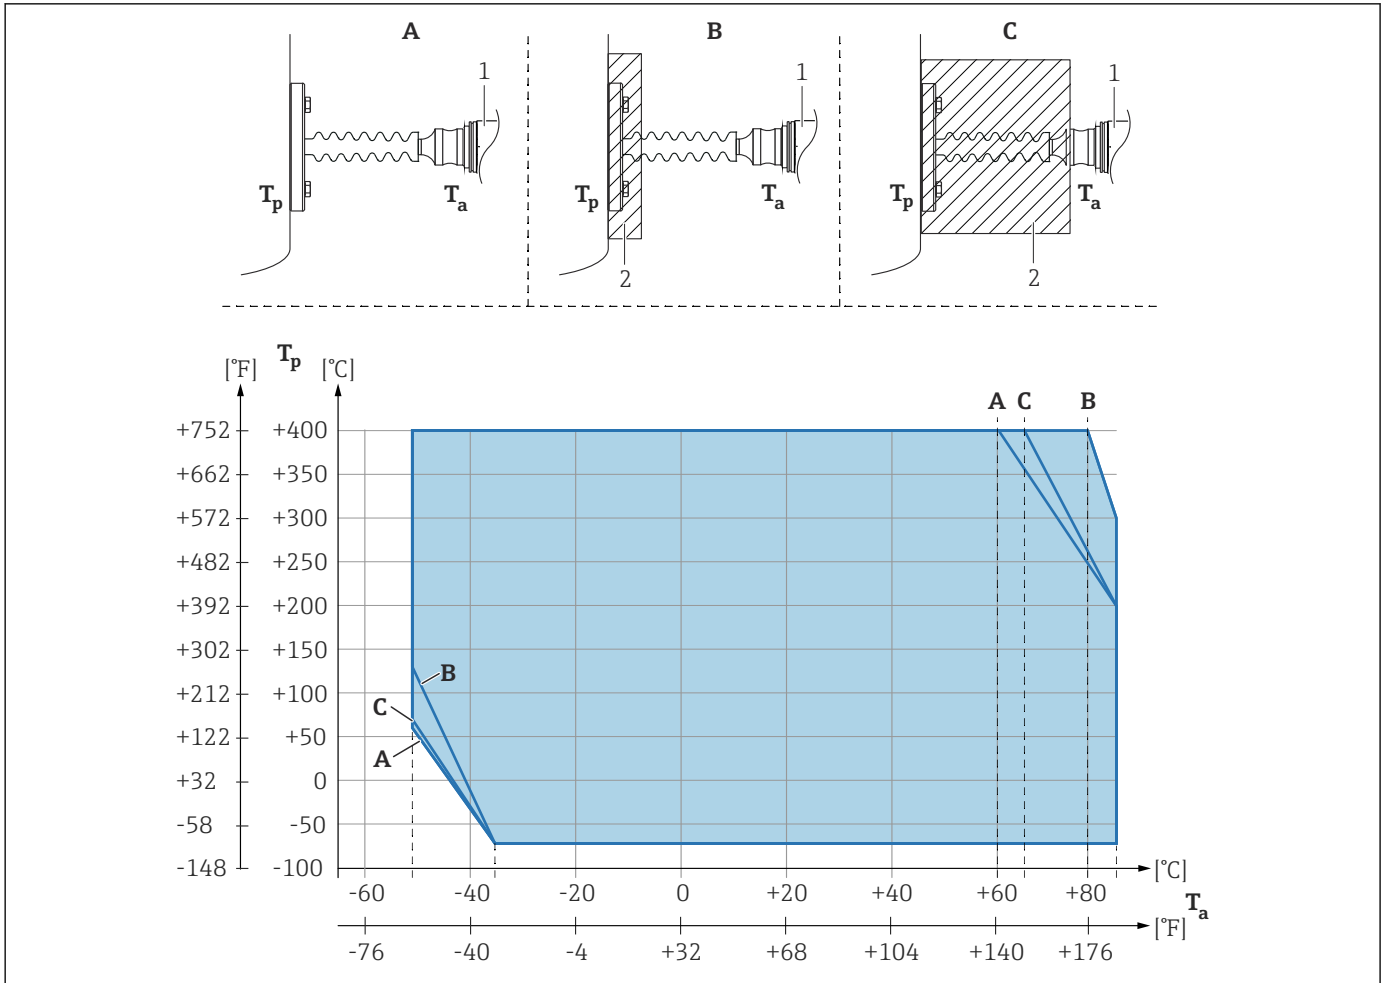 A B C
1 1 1
Tp Ta Tp Ta Tp Ta
2 2
Tp
[°F] [°C]
A C B
+752 +400
+662 +350
+572 +300
+482 +250
+392 +200
+302 +150
B
+212 +100
C
+122 +50
A
+32 0
-58 -50
-148 -100
[°C]
-60 -40 -20 0 +20 +40 +60 +80
Ta
[°F]
-76 -40 -4 +32 +68 +104 +140 +176